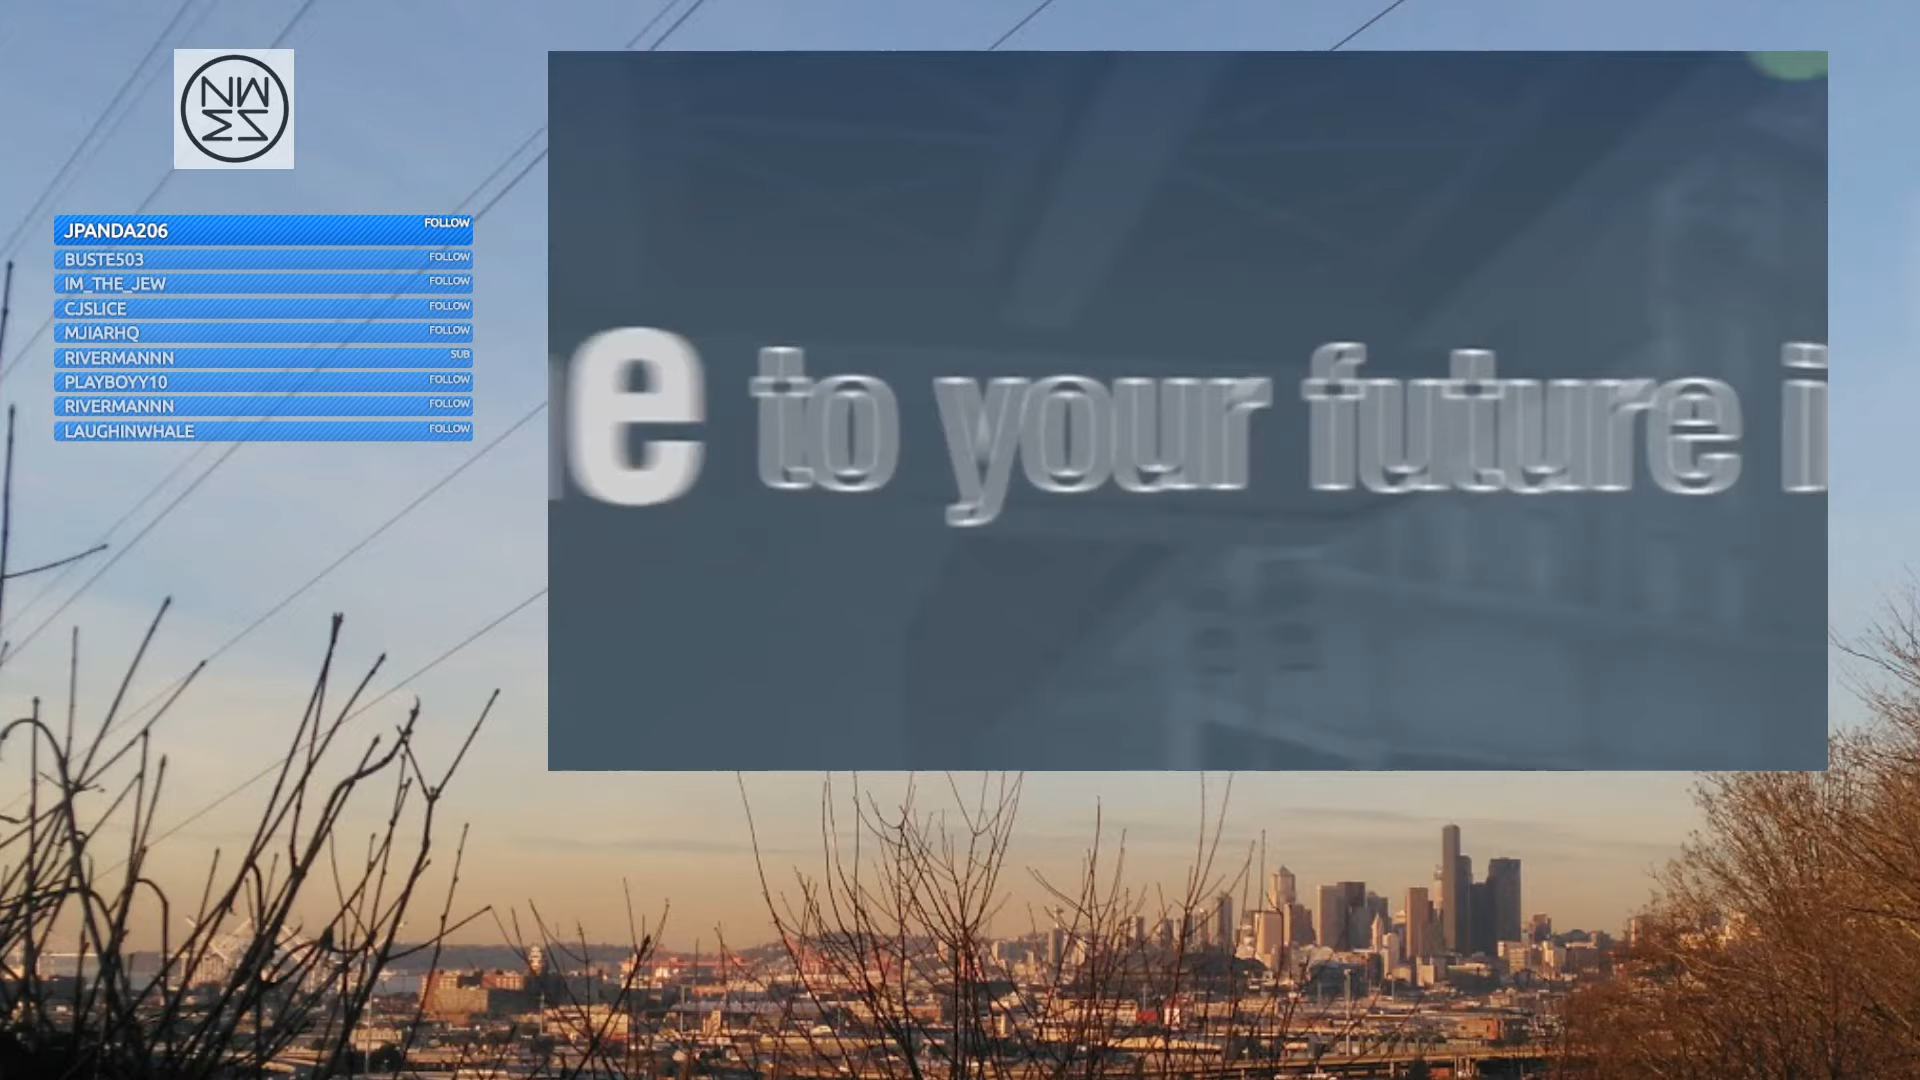 NW
JPANDA206 FOLLOW
BUSTE503 FOLLOW
IM_THE_JEW FOLLOW
CJSLICE FOLLOW
MJIARHQ FOLLOW
RIVERMANNN SUB
PLAYBOYY10 FOLLOW
RIVERMANNN FOLLOW
LAUGHINWHALE FOLLOW
e to your future i